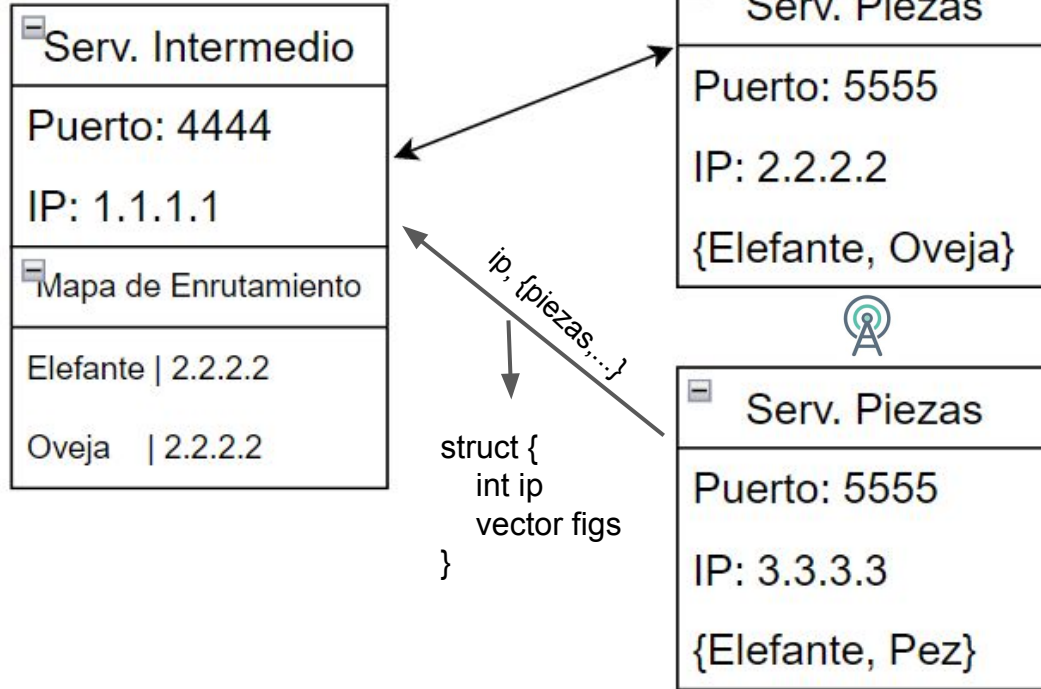 Serv. Intermedio
Puerto: 4444
IP: 1.1.1.1
Mapa de Enrutamiento
Elefante | 2.2.2.2
Oveja | 2.2.2.2
ip, {piezas,...}
struct {
int ip
vector figs
}
Serv. Piezas
Puerto: 5555
IP: 2.2.2.2
{Elefante, Oveja}
Serv. Piezas
Puerto: 5555
IP: 3.3.3.3
{Elefante, Pez}